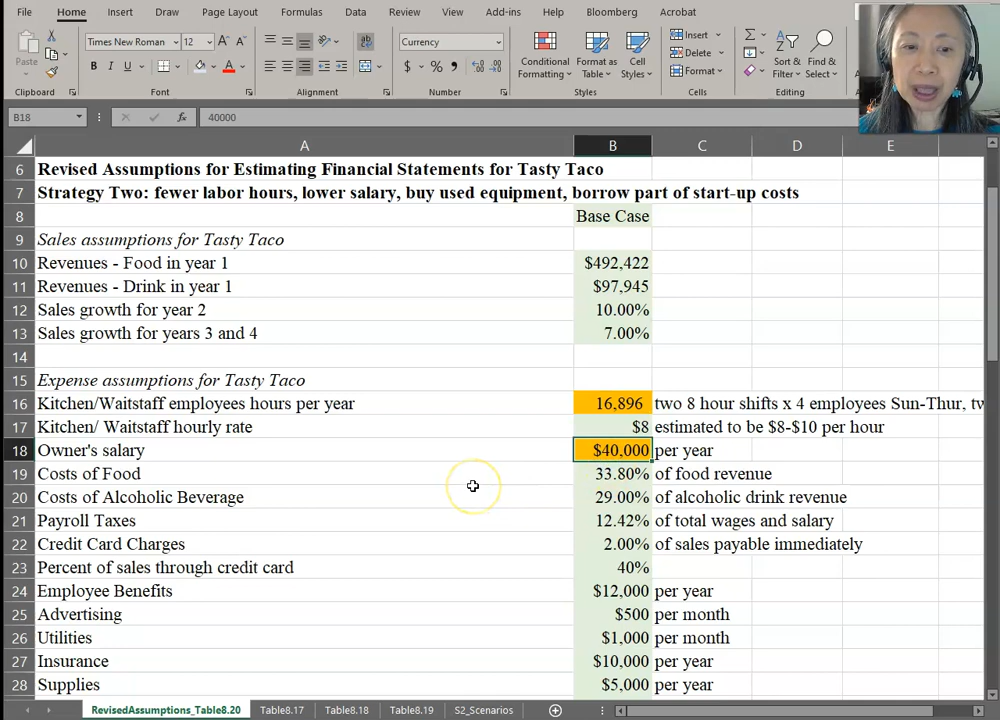 File Home Insert Draw Page Layout Formulas Data Review View Add-ins Help Bloomberg Acrobat
Paste
Times New Roman 12 A A
B I U A
Currency
$ % 9
Conditional Formatting
Format as Table
Cell Styles
Insert
Delete
Format
Sort & Filter
Find & Select
Clipboard Font Alignment Number Styles Cells Editing
B18 fx 40000
A B C D E
6 Revised Assumptions for Estimating Financial Statements for Tasty Taco
7 Strategy Two: fewer labor hours, lower salary, buy used equipment, borrow part of start-up costs
8 Base Case
9 Sales assumptions for Tasty Taco
10 Revenues - Food in year 1 $492,422
11 Revenues - Drink in year 1 $97,945
12 Sales growth for year 2 10.00%
13 Sales growth for years 3 and 4 7.00%
14
15 Expense assumptions for Tasty Taco
16 Kitchen/Waitstaff employees hours per year 16,896 two 8 hour shifts x 4 employees Sun-Thur, tw
17 Kitchen/ Waitstaff hourly rate $8 estimated to be $8-$10 per hour
18 Owner's salary $40,000 per year
19 Costs of Food 33.80% of food revenue
20 Costs of Alcoholic Beverage 29.00% of alcoholic drink revenue
21 Payroll Taxes 12.42% of total wages and salary
22 Credit Card Charges 2.00% of sales payable immediately
23 Percent of sales through credit card 40%
24 Employee Benefits $12,000 per year
25 Advertising $500 per month
26 Utilities $1,000 per month
27 Insurance $10,000 per year
28 Supplies $5,000 per year
RevisedAssumptions_Table8.20 Table8.17 Table8.18 Table8.19 S2_Scenarios